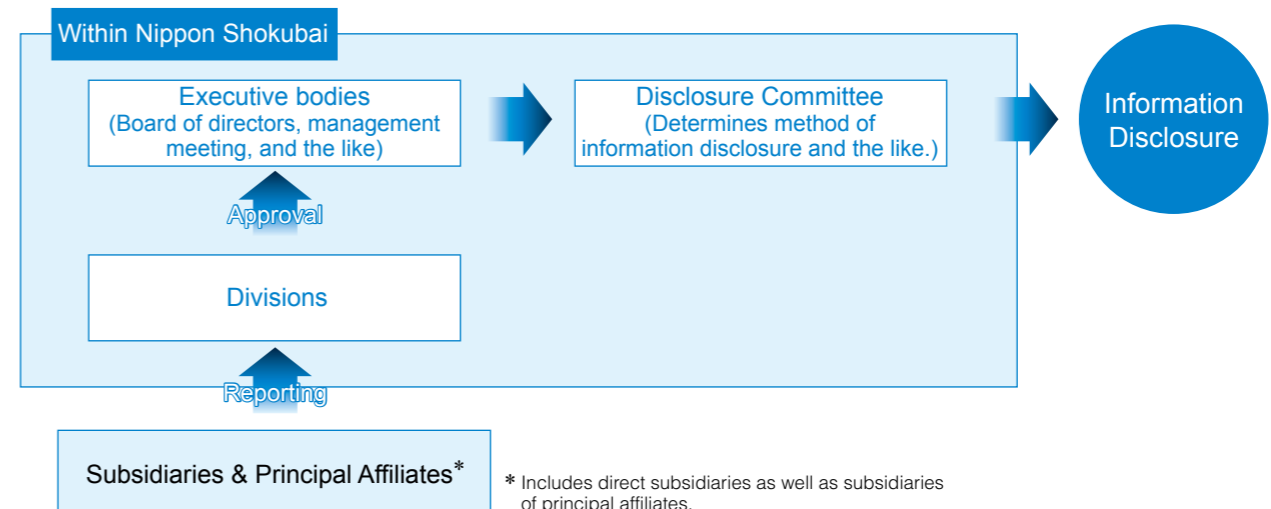 Within Nippon Shokubai
Executive bodies
(Board of directors, management
meeting, and the like)
Disclosure Committee
(Determines method of
information disclosure and the like.)
Information
Disclosure
Approval
Divisions
Reporting
Subsidiaries & Principal Affiliates*
* Includes direct subsidiaries as well as subsidiaries
of principal affiliates.